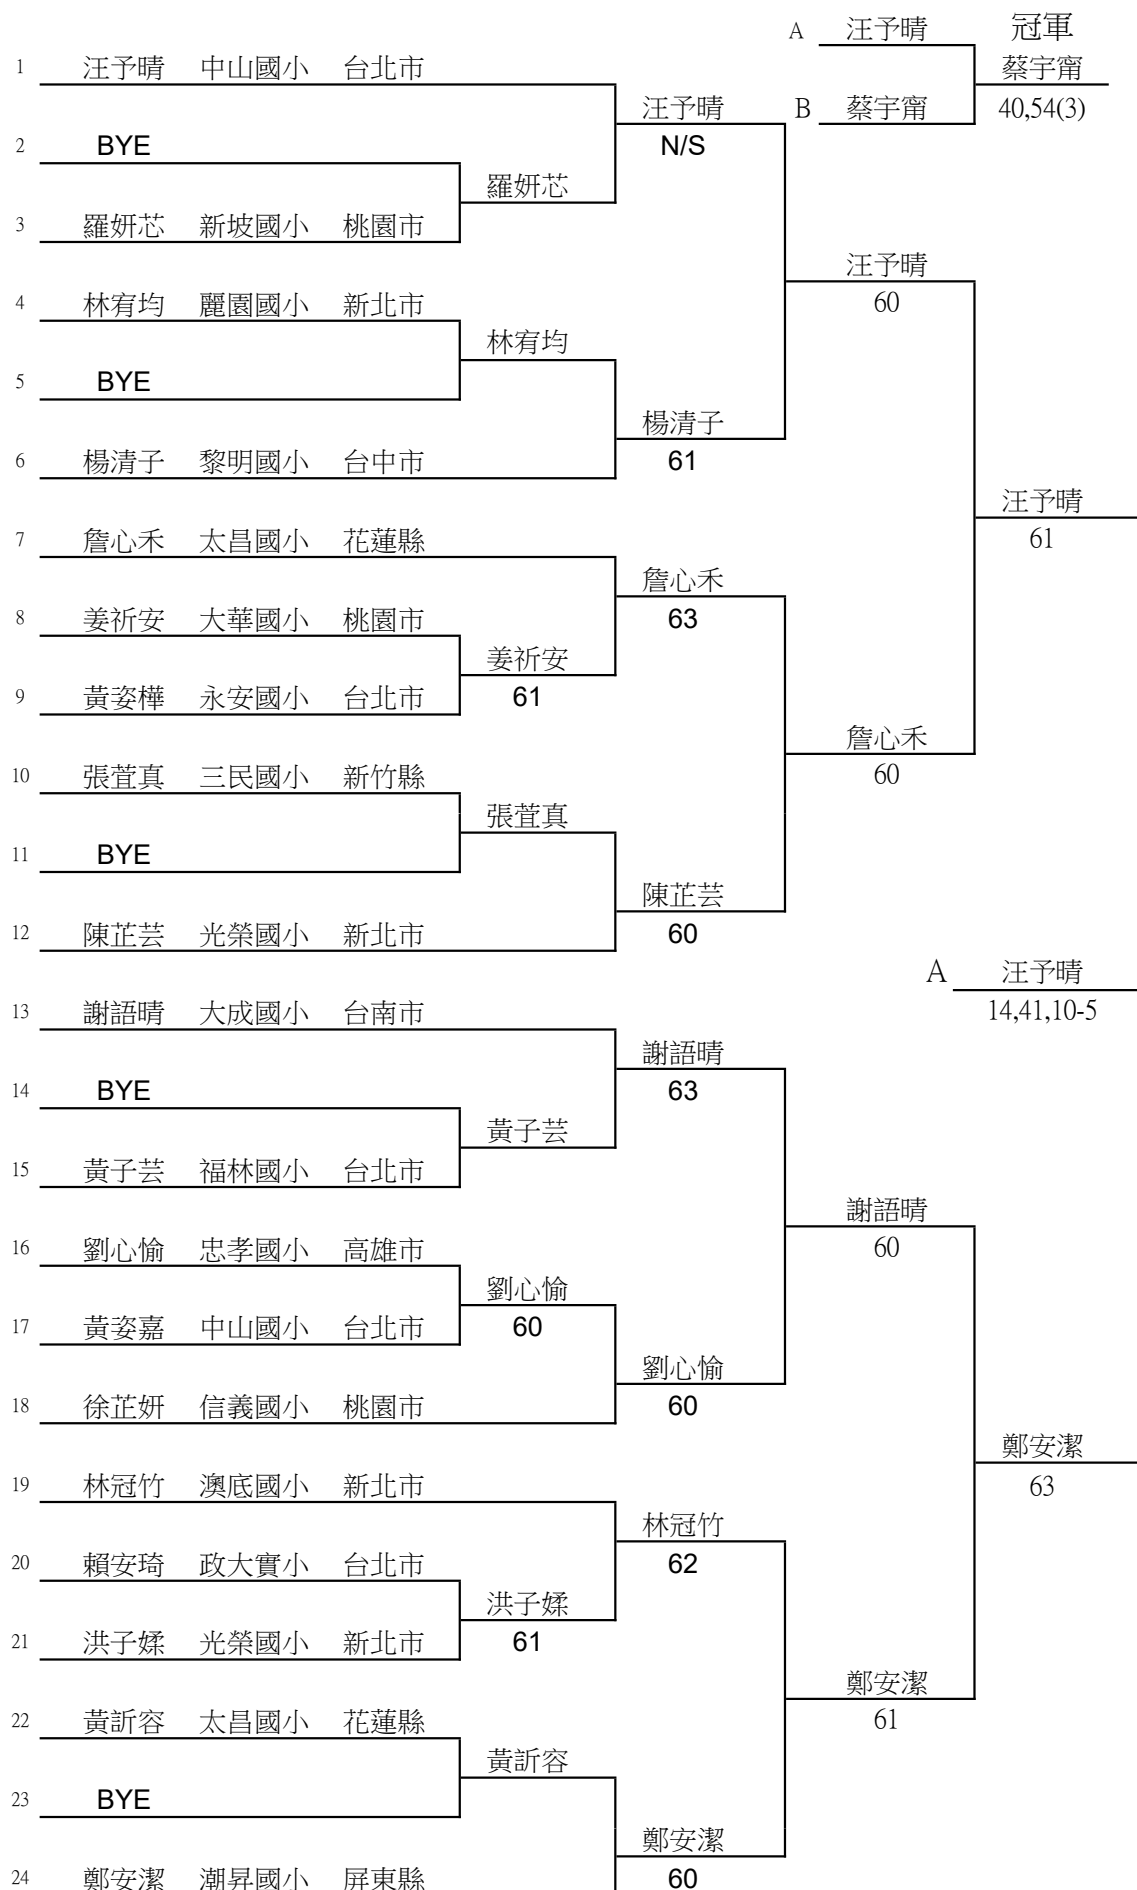 A 汪予晴 冠軍
1 汪予晴 中山國小 台北市 蔡宇甯
汪予晴 B 蔡宇甯 40,54(3)
2 BYE N/S
羅妍芯
3 羅妍芯 新坡國小 桃園市
汪予晴
4 林宥均 麗園國小 新北市 60
林宥均
5 BYE
楊清子
6 楊清子 黎明國小 台中市 61
汪予晴
7 詹心禾 太昌國小 花蓮縣 61
詹心禾
8 姜祈安 大華國小 桃園市 63
姜祈安
9 黃姿樺 永安國小 台北市 61
詹心禾
10 張萓真 三民國小 新竹縣 60
張萓真
11 BYE
陳芷芸
12 陳芷芸 光榮國小 新北市 60
A 汪予晴
13 謝語晴 大成國小 台南市 14,41,10-5
謝語晴
14 BYE 63
黃子芸
15 黃子芸 福林國小 台北市
謝語晴
16 劉心愉 忠孝國小 高雄市 60
劉心愉
17 黃姿嘉 中山國小 台北市 60
劉心愉
18 徐芷妍 信義國小 桃園市 60
鄭安潔
19 林冠竹 澳底國小 新北市 63
林冠竹
20 賴安琦 政大實小 台北市 62
洪子媃
21 洪子媃 光榮國小 新北市 61
鄭安潔
22 黃訢容 太昌國小 花蓮縣 61
黃訢容
23 BYE
鄭安潔
24 鄭安潔 潮昇國小 屏東縣 60